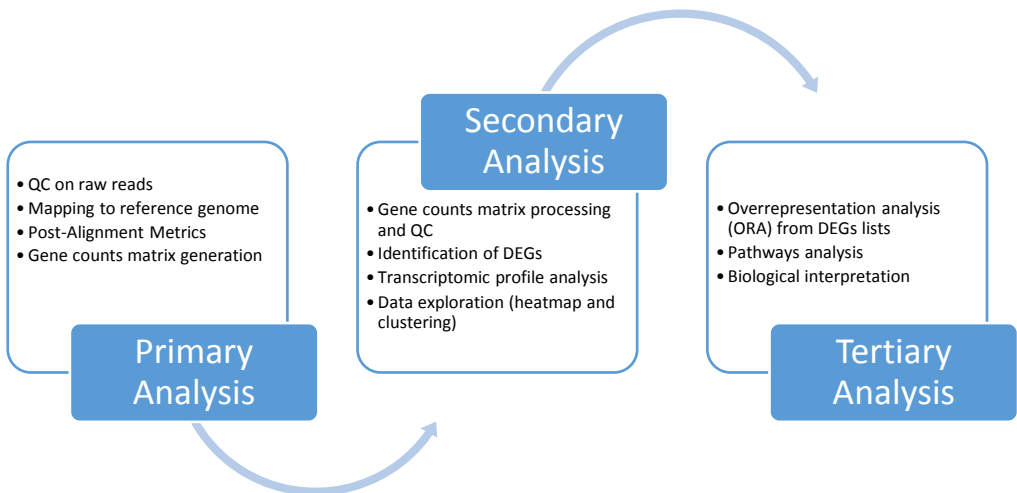 • QC on raw reads
• Mapping to reference genome
• Post-Alignment Metrics
• Gene counts matrix generation
Primary
Analysis
Secondary
Analysis
• Gene counts matrix processing
and QC
• Identification of DEGs
• Transcriptomic profile analysis
• Data exploration (heatmap and
clustering)
• Overrepresentation analysis
(ORA) from DEGs lists
• Pathways analysis
• Biological interpretation
Tertiary
Analysis